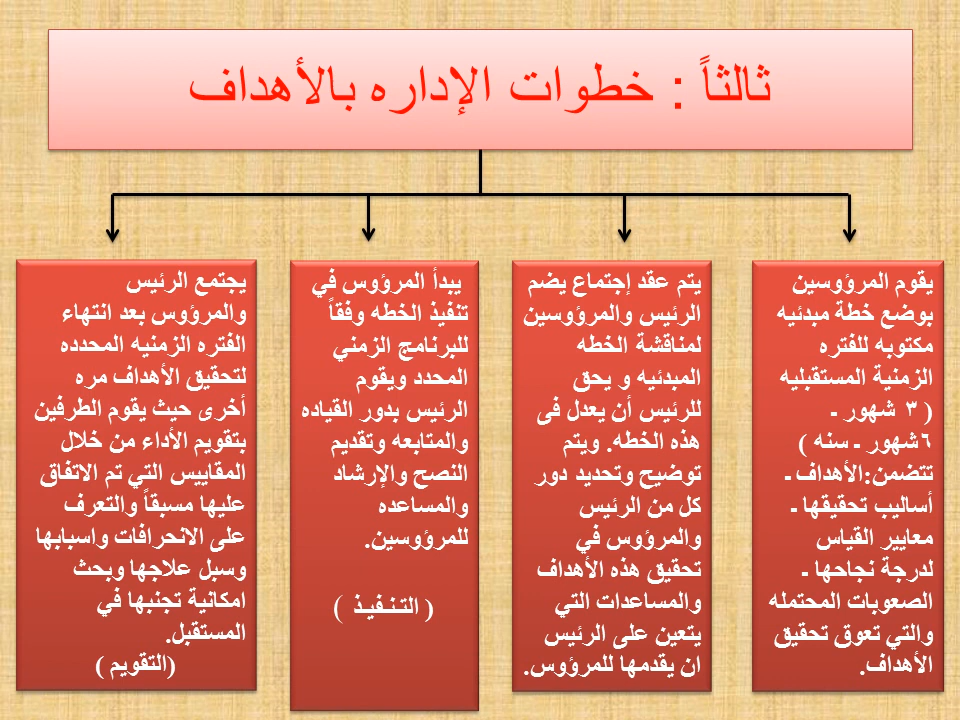 ثالثاً : خطوات الإداره بالأهداف
يقوم المرؤوسين
بوضع خطة مبدئيه
مكتوبه للفتره
الزمنية المستقبليه
( ٣ شهور ـ
٦شهور ـ سنه )
تتضمن:الأهداف ـ
أساليب تحقيقها ـ
معايير القياس
لدرجة نجاحها ـ
الصعوبات المحتمله
والتي تعوق تحقيق
الأهداف.
يتم عقد إجتماع يضم
الرئيس والمرؤوسين
لمناقشة الخطه
المبدئيه و يحق
للرئيس أن يعدل فى
هذه الخطه. ويتم
توضيح وتحديد دور
كل من الرئيس
والمرؤوس في
تحقيق هذه الأهداف
والمساعدات التي
يتعين على الرئيس
ان يقدمها للمرؤوس.
يبدأ المرؤوس في
تنفيذ الخطه وفقاً
للبرنامج الزمني
المحدد ويقوم
الرئيس بدور القياده
والمتابعه وتقديم
النصح والإرشاد
والمساعده
للمرؤوسين.
( التـنـفـيـذ )
يجتمع الرئيس
والمرؤوس بعد انتهاء
الفتره الزمنيه المحدده
لتحقيق الأهداف مره
أخرى حيث يقوم الطرفين
بتقويم الأداء من خلال
المقاييس التي تم الاتفاق
عليها مسبقاً والتعرف
على الانحرافات واسبابها
وسبل علاجها وبحث
امكانية تجنبها في
المستقبل.
(التقويم )